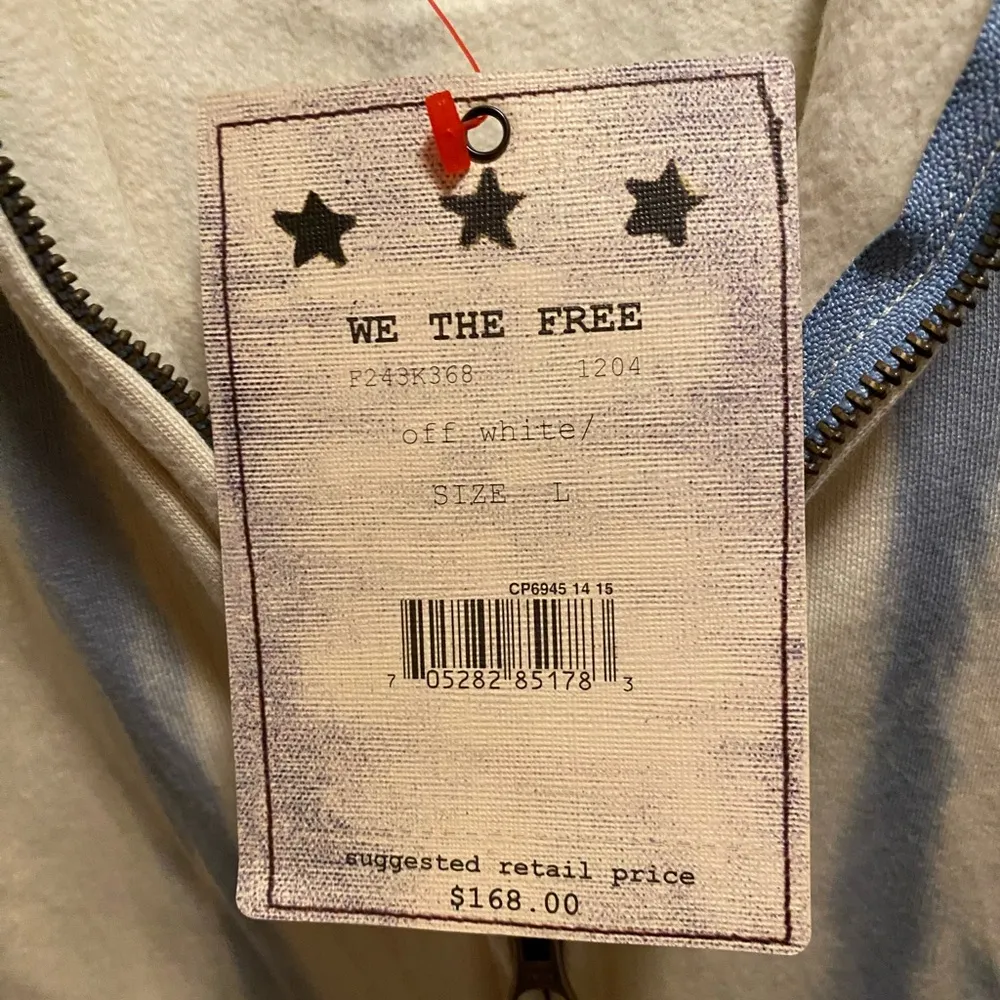 WE THE FREE
F243K368 1204
off white/
SIZE L
CP6945 14 15
7 05282 85178 3
suggested retail price
$168.00